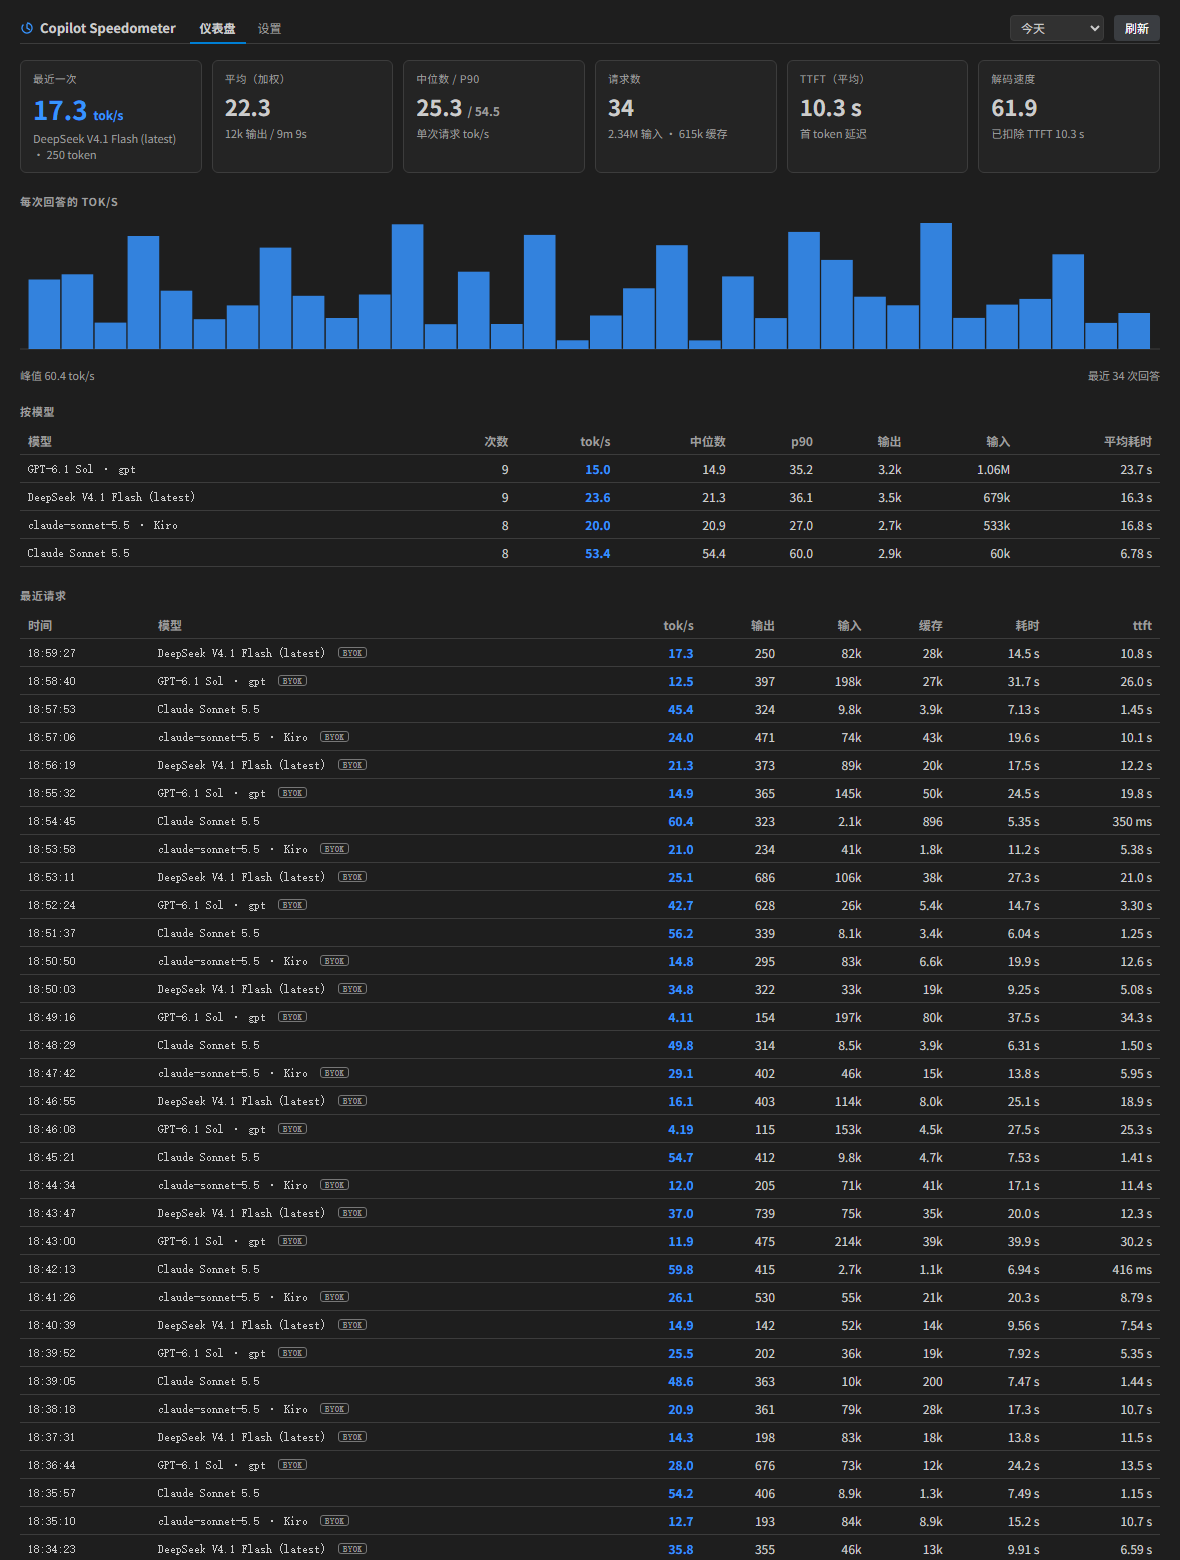 Copilot Speedometer 仪表盘 设置 今天 刷新
最近一次 平均（加权） 中位数 / P90 请求数 TTFT（平均） 解码速度
17.3 tok/s 22.3 25.3 / 54.5 34 10.3 s 61.9
DeepSeek V4.1 Flash (latest) 12k 输出 / 9m 9s 单次请求 tok/s 2.34M 输入 · 615k 缓存 首 token 延迟 已扣除 TTFT 10.3 s
· 250 token
每次回答的 TOK/S
峰值 60.4 tok/s 最近 34 次回答
按模型
模型 次数 tok/s 中位数 p90 输出 输入 平均耗时
GPT-6.1 Sol · gpt 9 15.0 14.9 35.2 3.2k 1.06M 23.7 s
DeepSeek V4.1 Flash (latest) 9 23.6 21.3 36.1 3.5k 679k 16.3 s
claude-sonnet-5.5 · Kiro 8 20.0 20.9 27.0 2.7k 533k 16.8 s
Claude Sonnet 5.5 8 53.4 54.4 60.0 2.9k 60k 6.78 s
最近请求
时间 模型 tok/s 输出 输入 缓存 耗时 ttft
18:59:27 DeepSeek V4.1 Flash (latest) BYOK 17.3 250 82k 28k 14.5 s 10.8 s
18:58:40 GPT-6.1 Sol · gpt BYOK 12.5 397 198k 27k 31.7 s 26.0 s
18:57:53 Claude Sonnet 5.5 45.4 324 9.8k 3.9k 7.13 s 1.45 s
18:57:06 claude-sonnet-5.5 · Kiro BYOK 24.0 471 74k 43k 19.6 s 10.1 s
18:56:19 DeepSeek V4.1 Flash (latest) BYOK 21.3 373 89k 20k 17.5 s 12.2 s
18:55:32 GPT-6.1 Sol · gpt BYOK 14.9 365 145k 50k 24.5 s 19.8 s
18:54:45 Claude Sonnet 5.5 60.4 323 2.1k 896 5.35 s 350 ms
18:53:58 claude-sonnet-5.5 · Kiro BYOK 21.0 234 41k 1.8k 11.2 s 5.38 s
18:53:11 DeepSeek V4.1 Flash (latest) BYOK 25.1 686 106k 38k 27.3 s 21.0 s
18:52:24 GPT-6.1 Sol · gpt BYOK 42.7 628 26k 5.4k 14.7 s 3.30 s
18:51:37 Claude Sonnet 5.5 56.2 339 8.1k 3.4k 6.04 s 1.25 s
18:50:50 claude-sonnet-5.5 · Kiro BYOK 14.8 295 83k 6.6k 19.9 s 12.6 s
18:50:03 DeepSeek V4.1 Flash (latest) BYOK 34.8 322 33k 19k 9.25 s 5.08 s
18:49:16 GPT-6.1 Sol · gpt BYOK 4.11 154 197k 80k 37.5 s 34.3 s
18:48:29 Claude Sonnet 5.5 49.8 314 8.5k 3.9k 6.31 s 1.50 s
18:47:42 claude-sonnet-5.5 · Kiro BYOK 29.1 402 46k 15k 13.8 s 5.95 s
18:46:55 DeepSeek V4.1 Flash (latest) BYOK 16.1 403 114k 8.0k 25.1 s 18.9 s
18:46:08 GPT-6.1 Sol · gpt BYOK 4.19 115 153k 4.5k 27.5 s 25.3 s
18:45:21 Claude Sonnet 5.5 54.7 412 9.8k 4.7k 7.53 s 1.41 s
18:44:34 claude-sonnet-5.5 · Kiro BYOK 12.0 205 71k 41k 17.1 s 11.4 s
18:43:47 DeepSeek V4.1 Flash (latest) BYOK 37.0 739 75k 35k 20.0 s 12.3 s
18:43:00 GPT-6.1 Sol · gpt BYOK 11.9 475 214k 39k 39.9 s 30.2 s
18:42:13 Claude Sonnet 5.5 59.8 415 2.7k 1.1k 6.94 s 416 ms
18:41:26 claude-sonnet-5.5 · Kiro BYOK 26.1 530 55k 21k 20.3 s 8.79 s
18:40:39 DeepSeek V4.1 Flash (latest) BYOK 14.9 142 52k 14k 9.56 s 7.54 s
18:39:52 GPT-6.1 Sol · gpt BYOK 25.5 202 36k 19k 7.92 s 5.35 s
18:39:05 Claude Sonnet 5.5 48.6 363 10k 200 7.47 s 1.44 s
18:38:18 claude-sonnet-5.5 · Kiro BYOK 20.9 361 79k 28k 17.3 s 10.7 s
18:37:31 DeepSeek V4.1 Flash (latest) BYOK 14.3 198 83k 18k 13.8 s 11.5 s
18:36:44 GPT-6.1 Sol · gpt BYOK 28.0 676 73k 12k 24.2 s 13.5 s
18:35:57 Claude Sonnet 5.5 54.2 406 8.9k 1.3k 7.49 s 1.15 s
18:35:10 claude-sonnet-5.5 · Kiro BYOK 12.7 193 84k 8.9k 15.2 s 10.7 s
18:34:23 DeepSeek V4.1 Flash (latest) BYOK 35.8 355 46k 13k 9.91 s 6.59 s